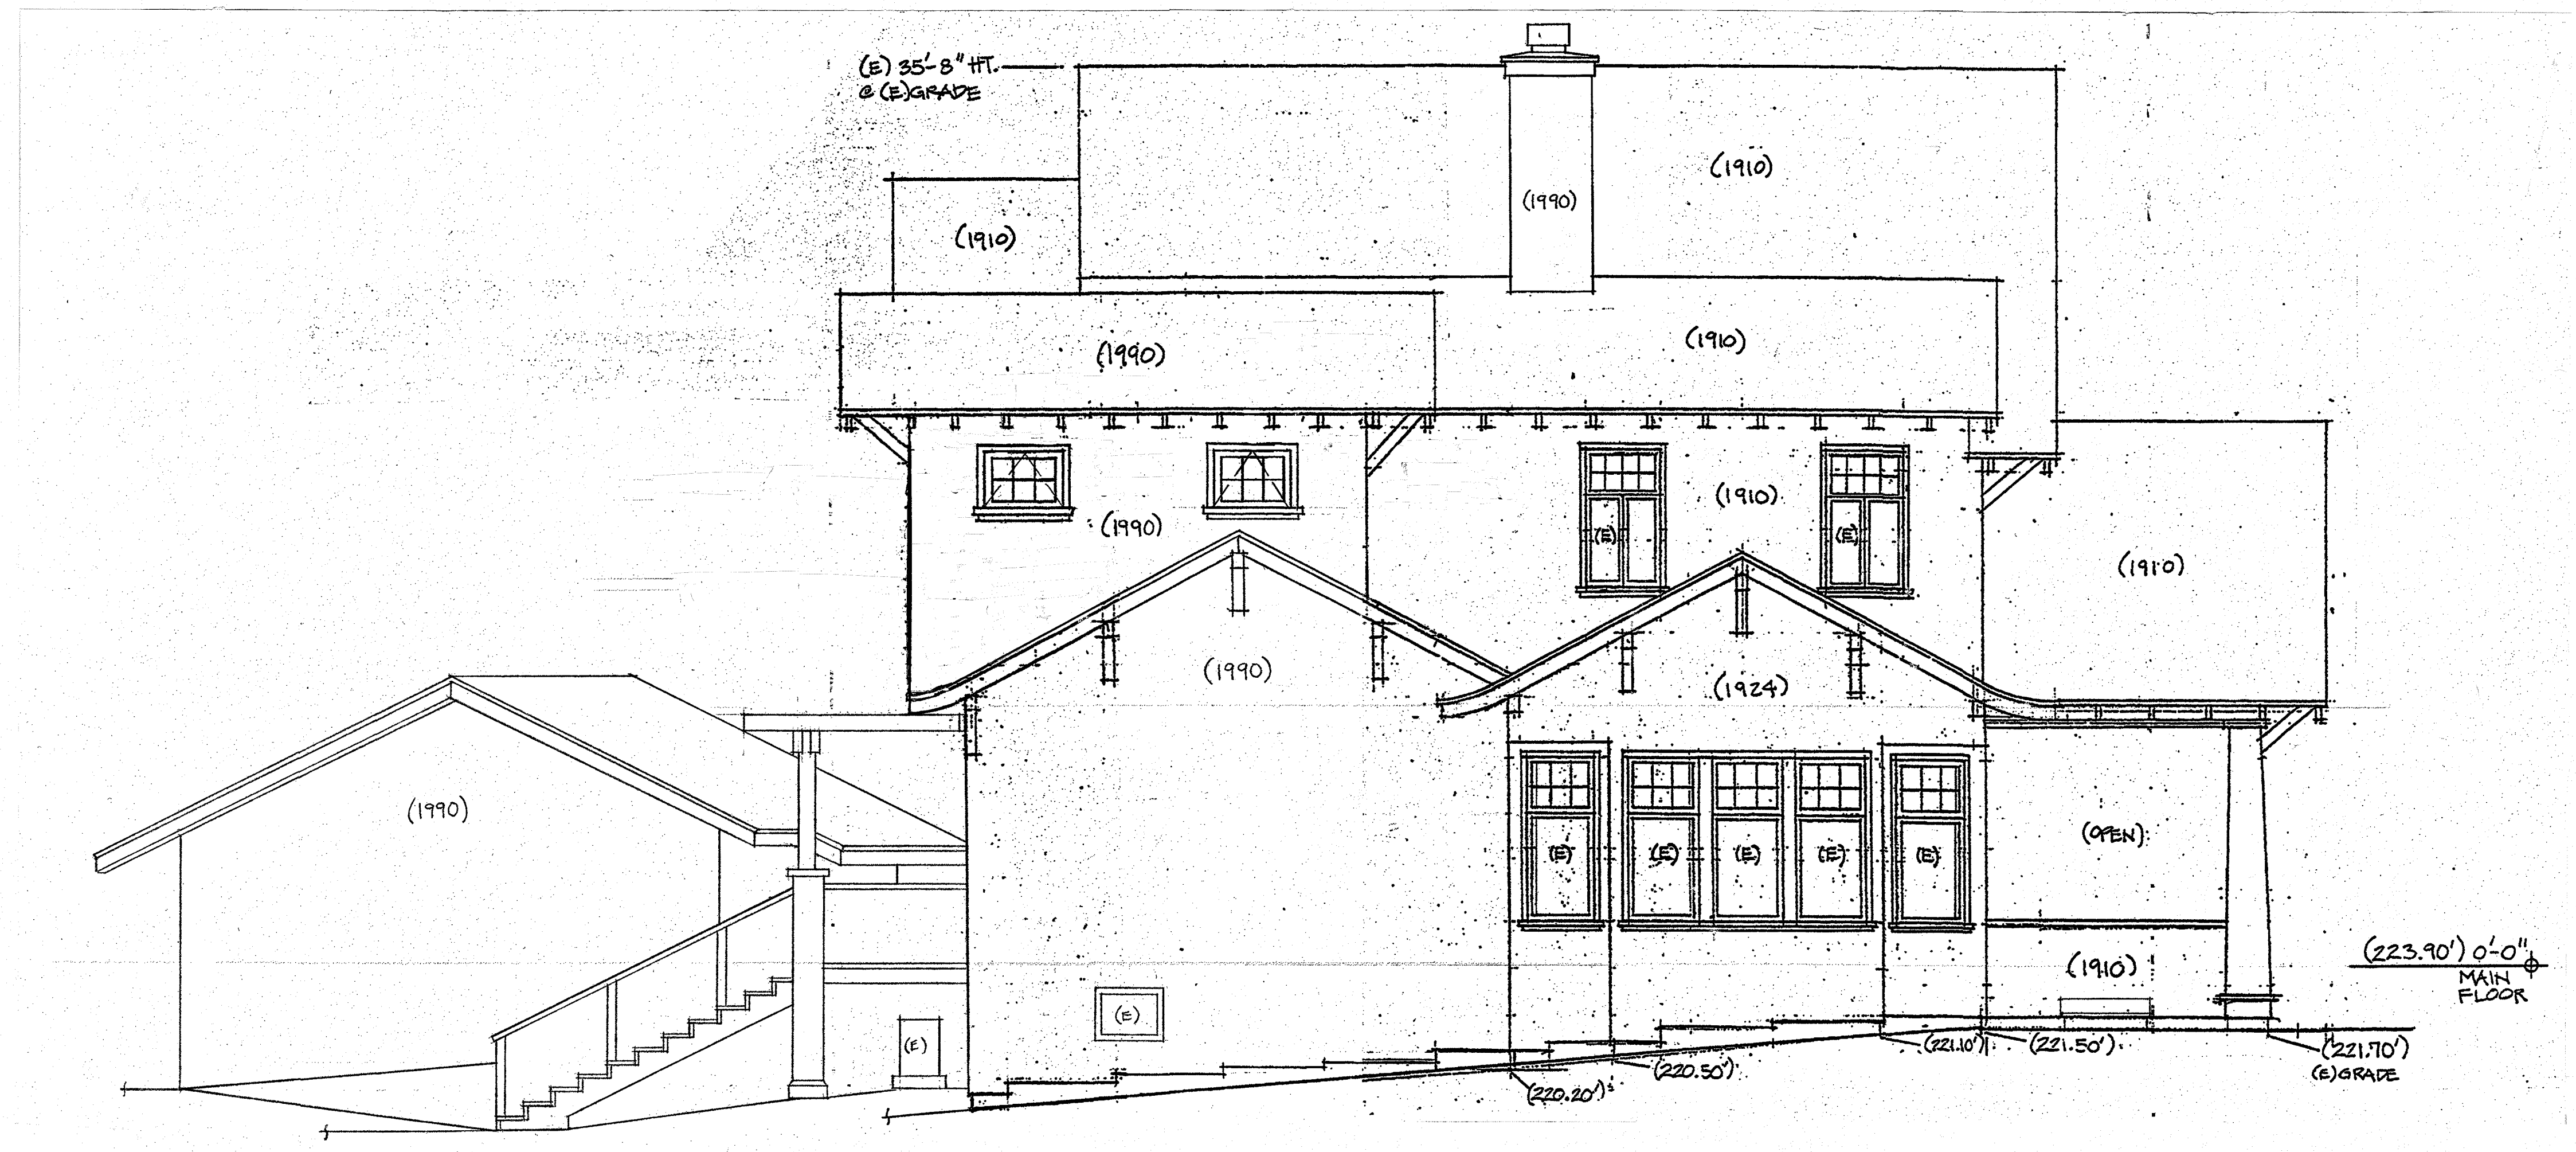 (E) 35'-8" HT.
@ (E)GRADE
(1910)
(1990)
(1910)
(1990)
(1910)
(1990)
(1910)
(E)
(E)
(1910)
(1990)
(1924)
(1990)
(OPEN)
(E)
(E)
(E)
(E)
(E)
(223.90') 0'-0"
MAIN
FLOOR
(1910)
(E)
(E)
(221.10')
(221.50')
(221.70')
(E)GRADE
(220.50')
(220.20')